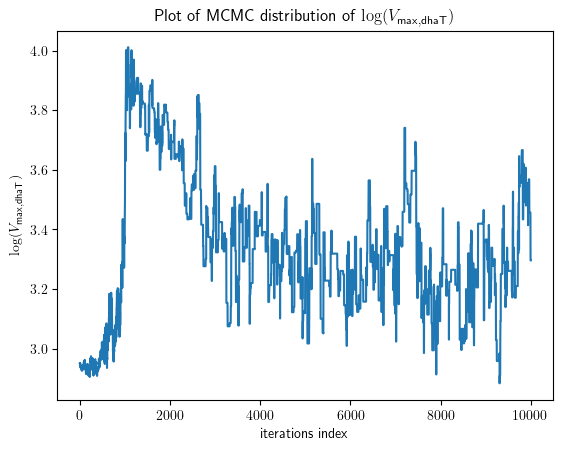 Plot of MCMC distribution of log(V_max,dhaT)
log(V_max,dhaT)
4.0
3.8
3.6
3.4
3.2
3.0
0 2000 4000 6000 8000 10000
iterations index